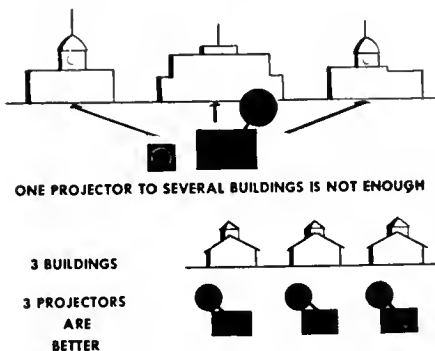 ONE PROJECTOR TO SEVERAL BUILDINGS IS NOT ENOUGH
3 BUILDINGS
3 PROJECTORS
ARE
BETTER